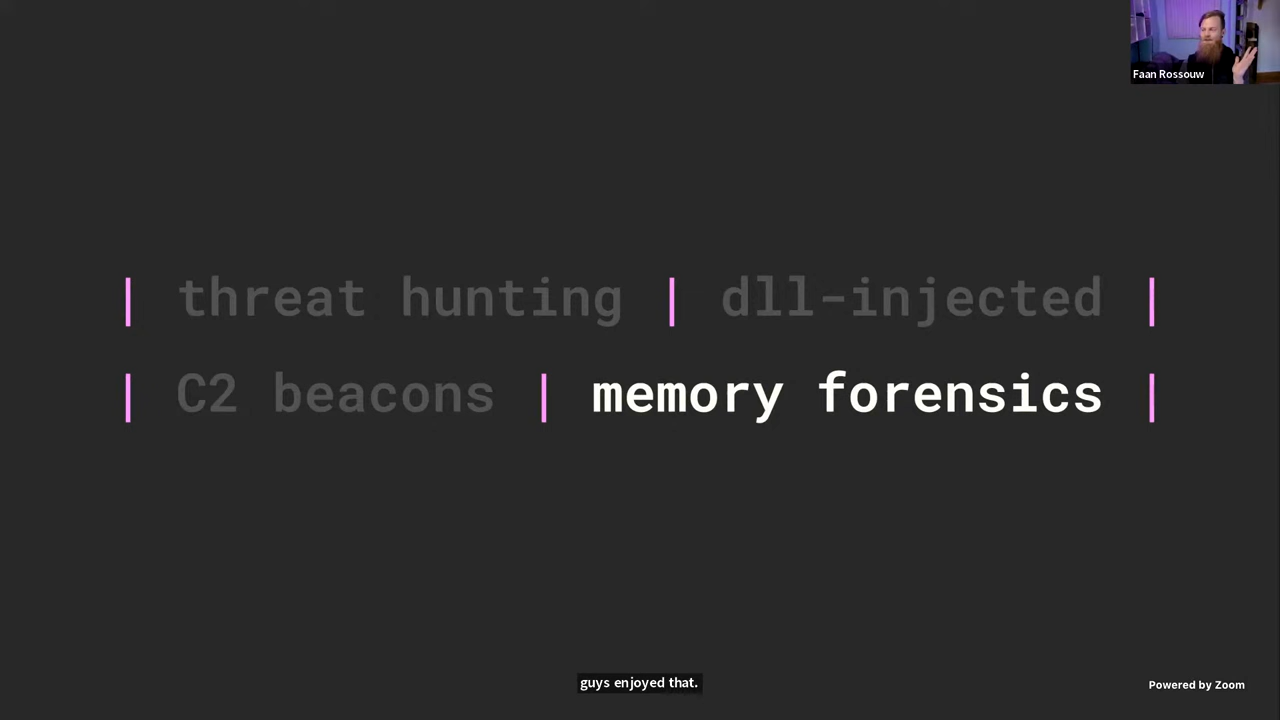 Faan Rossouw
| threat hunting | dll-injected |
| C2 beacons | memory forensics |
guys enjoyed that.
Powered by Zoom